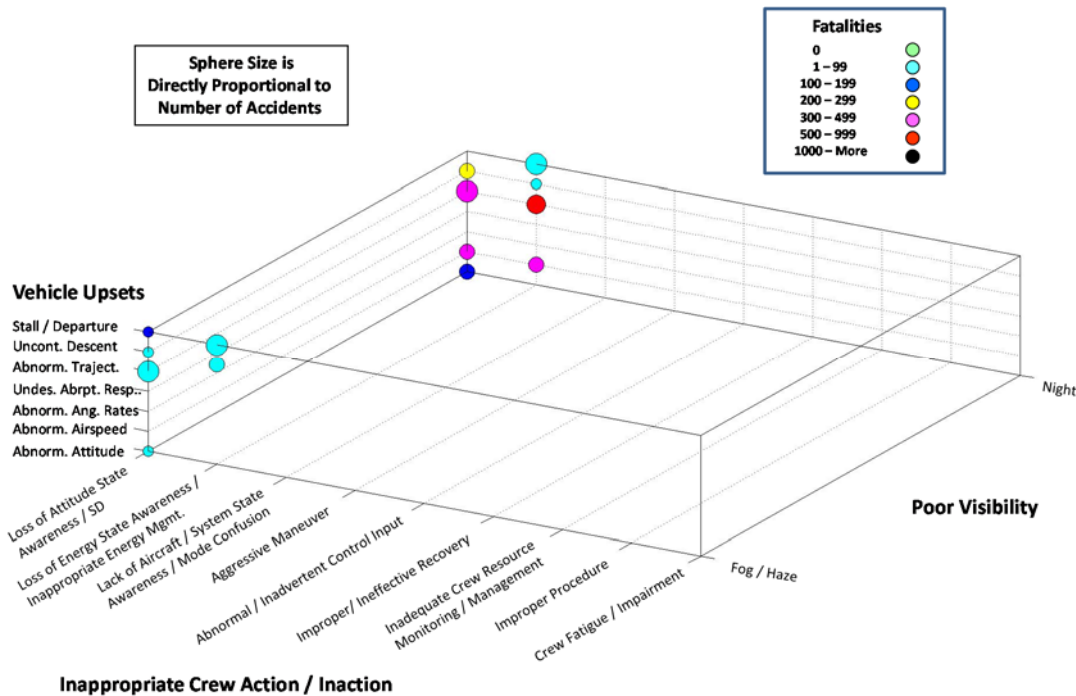 Sphere Size is
Directly Proportional to
Number of Accidents
Fatalities
0
1 – 99
100 – 199
200 – 299
300 – 499
500 – 999
1000 – More
Vehicle Upsets
Stall / Departure
Uncont. Descent
Abnorm. Traject.
Undes. Abrpt. Resp..
Abnorm. Ang. Rates
Abnorm. Airspeed
Abnorm. Attitude
Loss of Attitude State
Awareness / SD
Loss of Energy State Awareness /
Inappropriate Energy Mgmt.
Lack of Aircraft / System State
Awareness / Mode Confusion
Aggressive Maneuver
Abnormal / Inadvertent Control Input
Improper/ Ineffective Recovery
Inadequate Crew Resource
Monitoring / Management
Improper Procedure
Crew Fatigue / Impairment
Fog / Haze
Night
Poor Visibility
Inappropriate Crew Action / Inaction